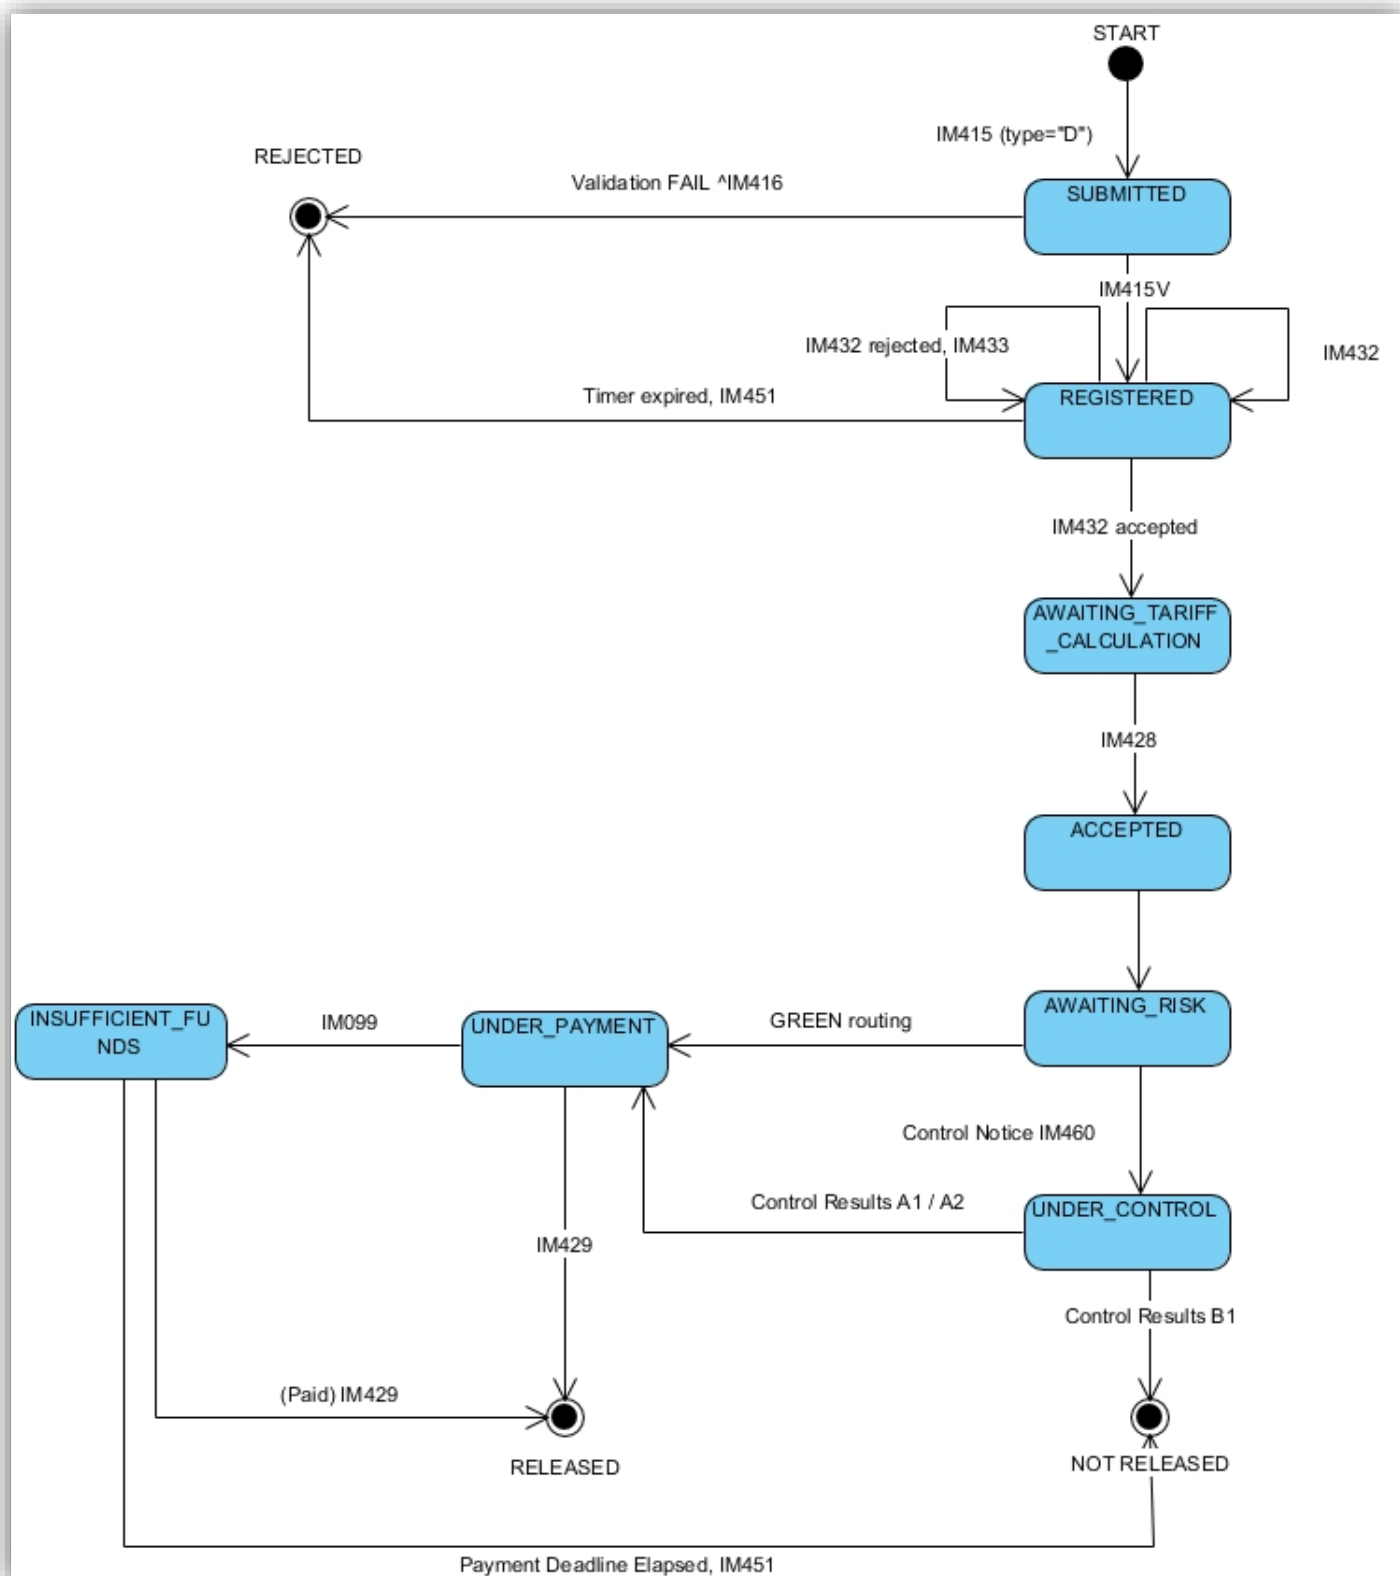 START
IM415 (type="D")
REJECTED
Validation FAIL ^IM416
SUBMITTED
IM415V
IM432 rejected, IM433
IM432
Timer expired, IM451
REGISTERED
IM432 accepted
AWAITING_TARIFF
_CALCULATION
IM428
ACCEPTED
INSUFFICIENT_FU
NDS
IM099
UNDER_PAYMENT
GREEN routing
AWAITING_RISK
Control Notice IM460
Control Results A1 / A2
UNDER_CONTROL
IM429
Control Results B1
(Paid) IM429
RELEASED
NOT RELEASED
Payment Deadline Elapsed, IM451